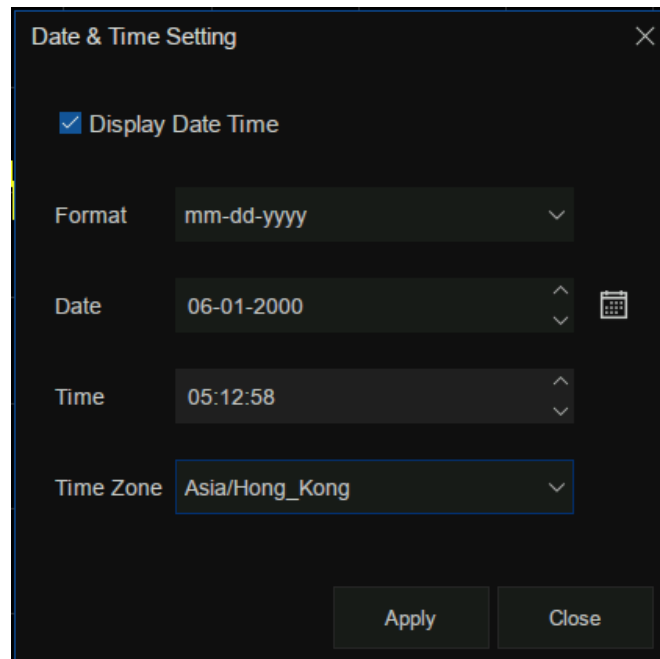 Date & Time Setting
Display Date Time
Format mm-dd-yyyy
Date 06-01-2000
Time 05:12:58
Time Zone Asia/Hong_Kong
Apply Close